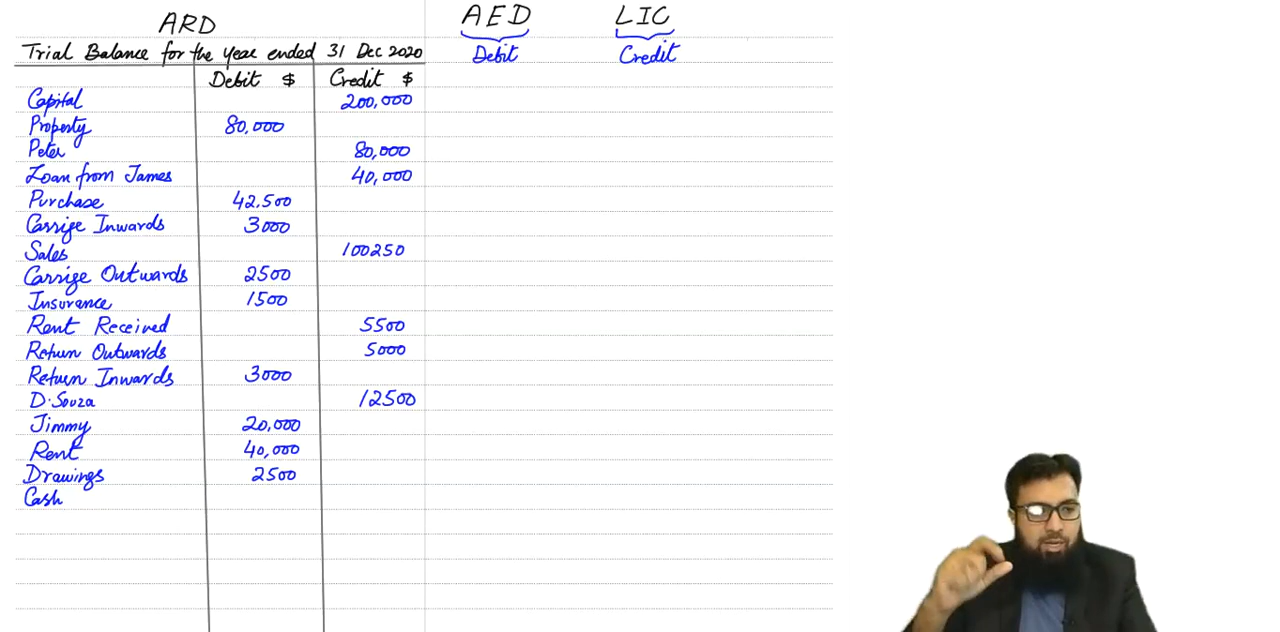 ARD
Trial Balance for the year ended 31 Dec 2020
Debit $ Credit $
Capital 200,000
Property 80,000
Peter 80,000
Loan from James 40,000
Purchase 42,500
Carrige Inwards 3000
Sales 100250
Carrige Outwards 2500
Insurance 1500
Rent Received 5500
Return Outwards 5000
Return Inwards 3000
D.Souza 12500
Jimmy 20,000
Rent 40,000
Drawings 2500
Cash
AED LIC
Debit Credit